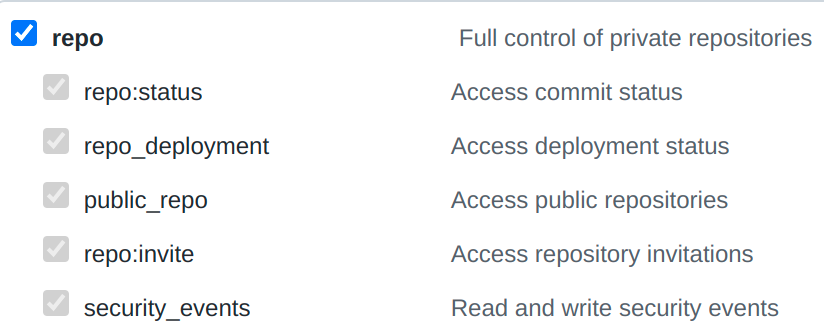 repo Full control of private repositories
repo:status Access commit status
repo_deployment Access deployment status
public_repo Access public repositories
repo:invite Access repository invitations
security_events Read and write security events